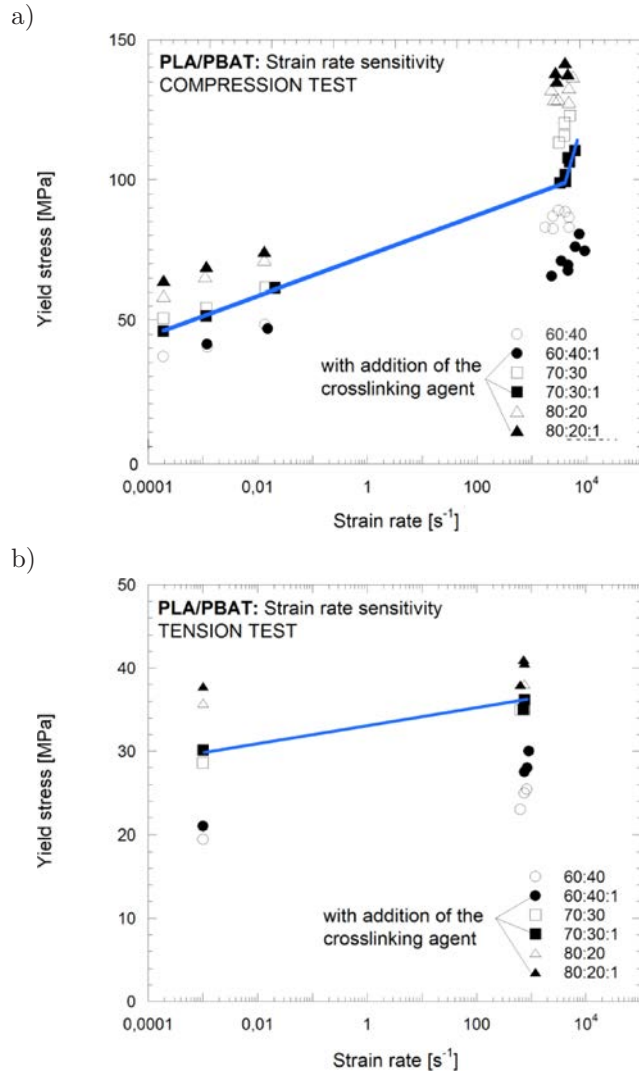 a)
150
100
50
0
Yield stress [MPa]
PLA/PBAT: Strain rate sensitivity
COMPRESSION TEST
with addition of the
crosslinking agent
60:40
60:40:1
70:30
70:30:1
80:20
80:20:1
0,0001
0,01
1
100
10⁴
Strain rate [s⁻¹]
b)
50
40
30
20
10
0
Yield stress [MPa]
PLA/PBAT: Strain rate sensitivity
TENSION TEST
with addition of the
crosslinking agent
60:40
60:40:1
70:30
70:30:1
80:20
80:20:1
0,0001
0,01
1
100
10⁴
Strain rate [s⁻¹]